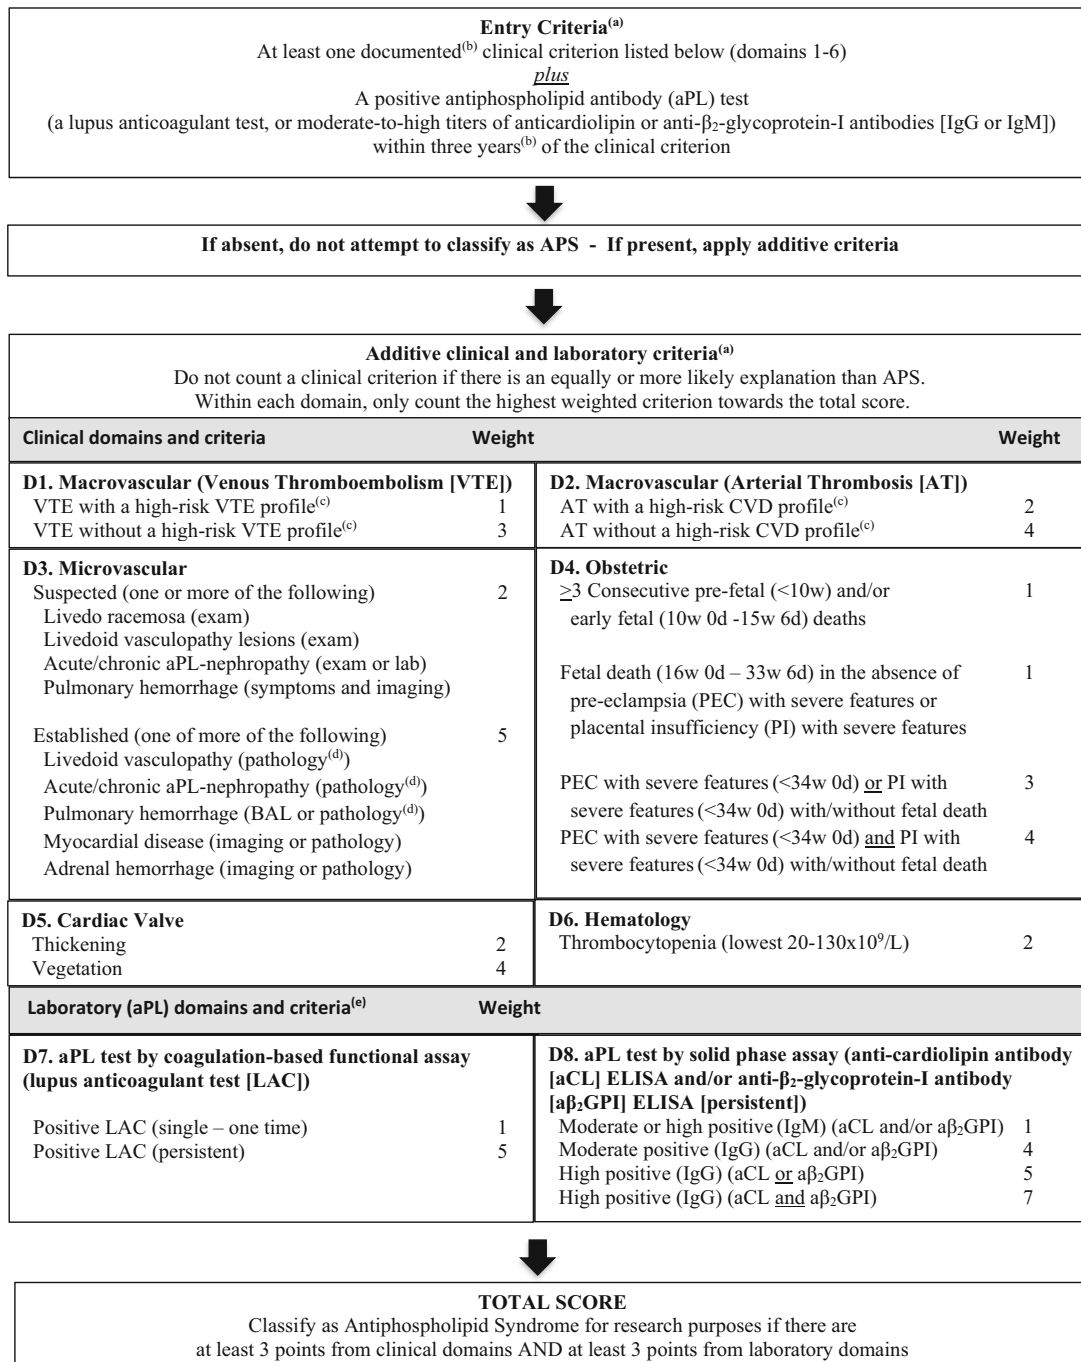 Entry Criteria(a)
At least one documented(b) clinical criterion listed below (domains 1-6)
plus
A positive antiphospholipid antibody (aPL) test
(a lupus anticoagulant test, or moderate-to-high titers of anticardiolipin or anti-β2-glycoprotein-I antibodies [IgG or IgM])
within three years(b) of the clinical criterion
If absent, do not attempt to classify as APS - If present, apply additive criteria
Additive clinical and laboratory criteria(a)
Do not count a clinical criterion if there is an equally or more likely explanation than APS.
Within each domain, only count the highest weighted criterion towards the total score.
Clinical domains and criteria Weight Weight
D1. Macrovascular (Venous Thromboembolism [VTE])
VTE with a high-risk VTE profile(c) 1
VTE without a high-risk VTE profile(c) 3
D2. Macrovascular (Arterial Thrombosis [AT])
AT with a high-risk CVD profile(c) 2
AT without a high-risk CVD profile(c) 4
D3. Microvascular
Suspected (one or more of the following) 2
Livedo racemosa (exam)
Livedoid vasculopathy lesions (exam)
Acute/chronic aPL-nephropathy (exam or lab)
Pulmonary hemorrhage (symptoms and imaging)
Established (one of more of the following) 5
Livedoid vasculopathy (pathology(d))
Acute/chronic aPL-nephropathy (pathology(d))
Pulmonary hemorrhage (BAL or pathology(d))
Myocardial disease (imaging or pathology)
Adrenal hemorrhage (imaging or pathology)
D4. Obstetric
≥3 Consecutive pre-fetal (<10w) and/or 1
early fetal (10w 0d -15w 6d) deaths
Fetal death (16w 0d – 33w 6d) in the absence of 1
pre-eclampsia (PEC) with severe features or
placental insufficiency (PI) with severe features
PEC with severe features (<34w 0d) or PI with 3
severe features (<34w 0d) with/without fetal death
PEC with severe features (<34w 0d) and PI with 4
severe features (<34w 0d) with/without fetal death
D5. Cardiac Valve
Thickening 2
Vegetation 4
D6. Hematology
Thrombocytopenia (lowest 20-130x10⁹/L) 2
Laboratory (aPL) domains and criteria(e) Weight
D7. aPL test by coagulation-based functional assay
(lupus anticoagulant test [LAC])
Positive LAC (single – one time) 1
Positive LAC (persistent) 5
D8. aPL test by solid phase assay (anti-cardiolipin antibody
[aCL] ELISA and/or anti-β2-glycoprotein-I antibody
[aβ2GPI] ELISA [persistent])
Moderate or high positive (IgM) (aCL and/or aβ2GPI) 1
Moderate positive (IgG) (aCL and/or aβ2GPI) 4
High positive (IgG) (aCL or aβ2GPI) 5
High positive (IgG) (aCL and aβ2GPI) 7
TOTAL SCORE
Classify as Antiphospholipid Syndrome for research purposes if there are
at least 3 points from clinical domains AND at least 3 points from laboratory domains